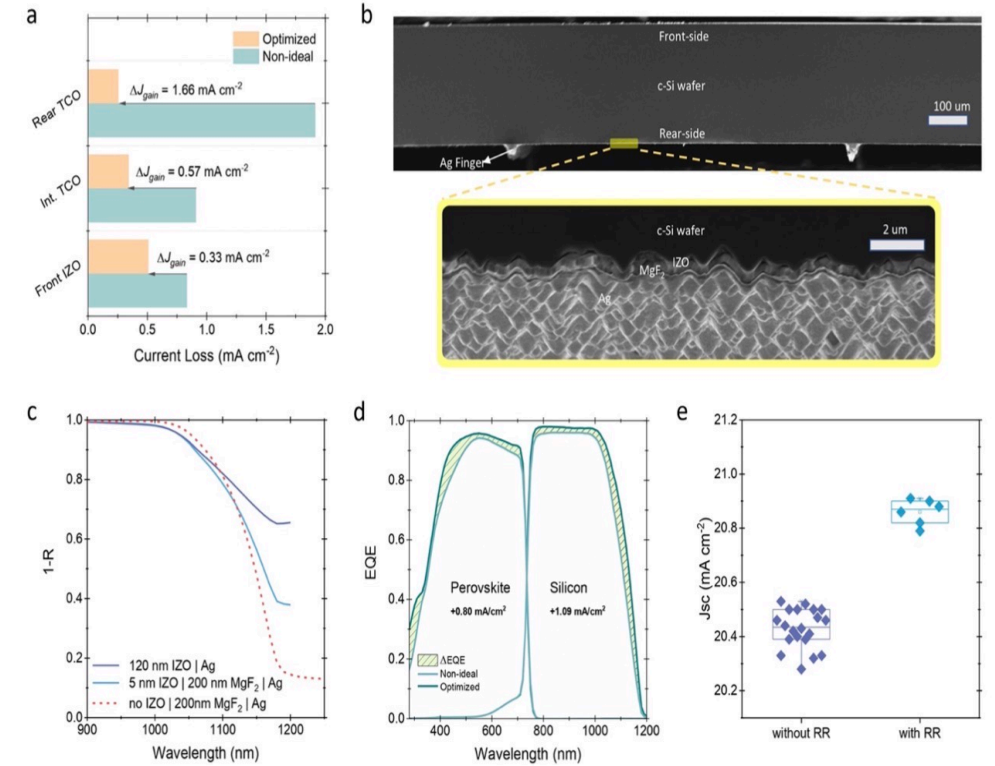 a
Optimized
Non-ideal
Rear TCO
ΔJgain = 1.66 mA cm-2
Int. TCO
ΔJgain = 0.57 mA cm-2
Front IZO
ΔJgain = 0.33 mA cm-2
0.0 0.5 1.0 1.5 2.0
Current Loss (mA cm-2)
b
Front-side
c-Si wafer
100 um
Rear-side
Ag Finger
c-Si wafer
2 um
IZO
MgF2
Ag
c
1.0
0.8
0.6
0.4
0.2
0.0
1-R
120 nm IZO | Ag
5 nm IZO | 200 nm MgF2 | Ag
no IZO | 200nm MgF2 | Ag
900 1000 1100 1200
Wavelength (nm)
d
1.0
0.8
0.6
0.4
0.2
0.0
EQE
Perovskite
+0.80 mA/cm2
Silicon
+1.09 mA/cm2
ΔEQE
Non-ideal
Optimized
400 600 800 1000 1200
Wavelength (nm)
e
21.2
21.0
20.8
20.6
20.4
20.2
Jsc (mA cm-2)
without RR
with RR